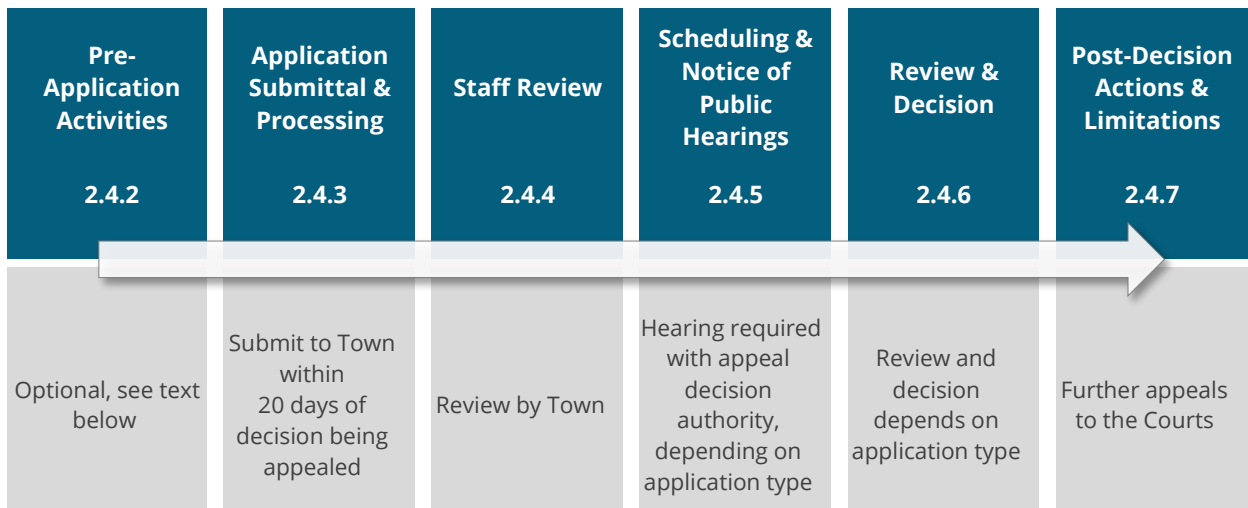 Pre-
Application
Activities
2.4.2
Application
Submittal &
Processing
2.4.3
Staff Review
2.4.4
Scheduling &
Notice of
Public
Hearings
2.4.5
Review &
Decision
2.4.6
Post-Decision
Actions &
Limitations
2.4.7
Optional, see text
below
Submit to Town
within
20 days of
decision being
appealed
Review by Town
Hearing required
with appeal
decision
authority,
depending on
application type
Review and
decision
depends on
application type
Further appeals
to the Courts